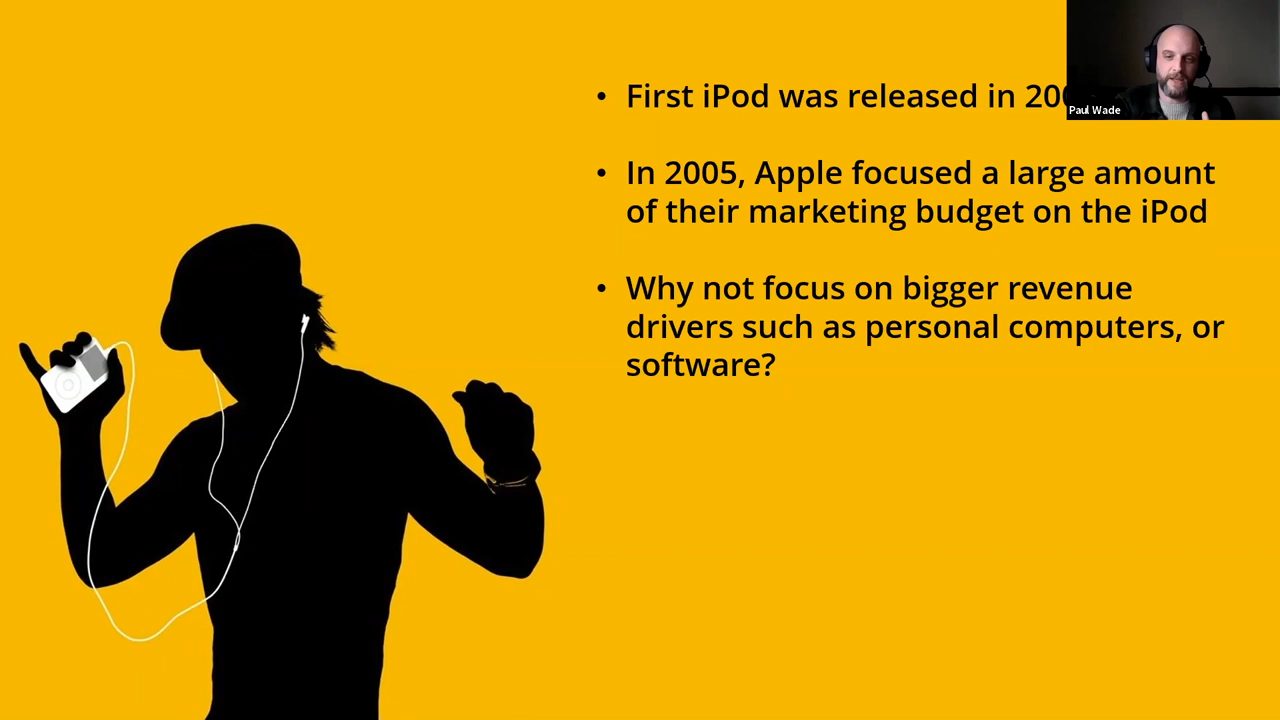 • First iPod was released in
Paul Wade
• In 2005, Apple focused a large amount
of their marketing budget on the iPod
• Why not focus on bigger revenue
drivers such as personal computers, or
software?